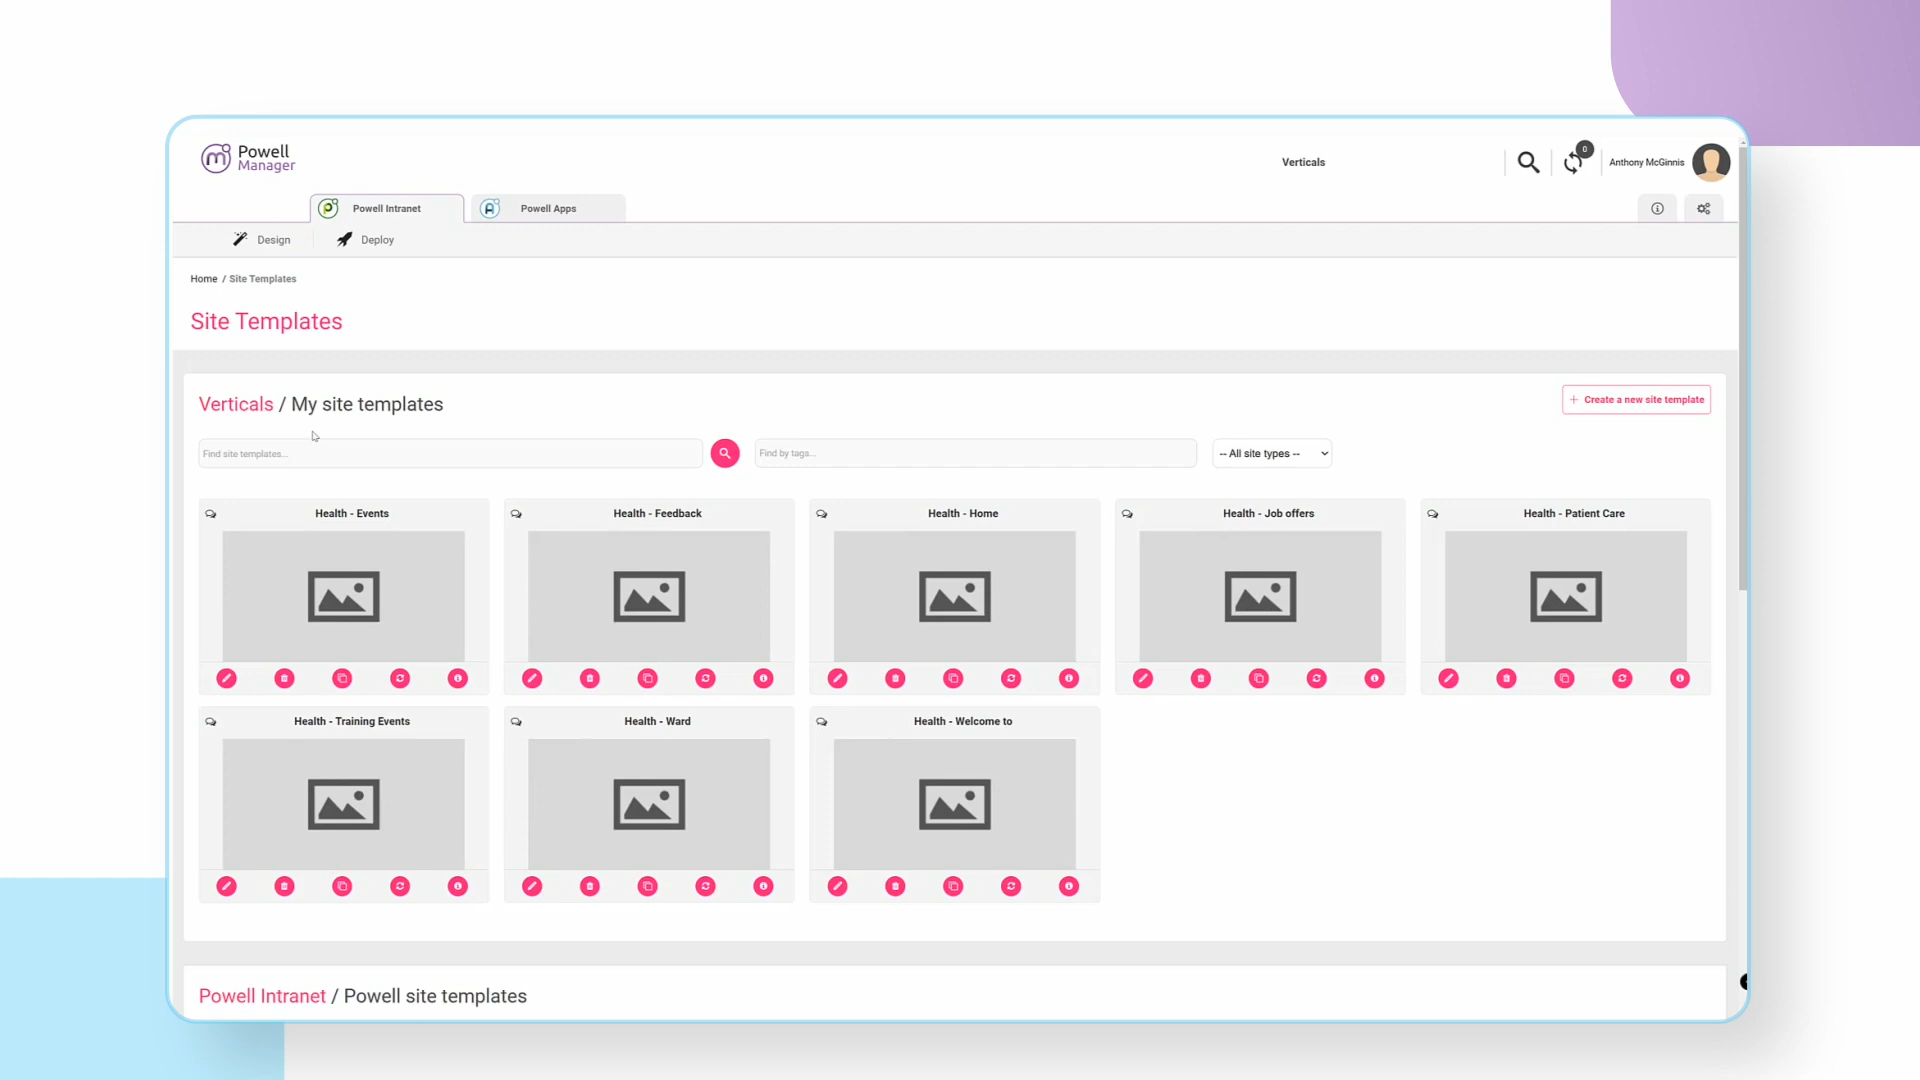 Powell
Manager
Verticals
0
Anthony McGinnis
Powell Intranet
Powell Apps
Design
Deploy
Home / Site Templates
Site Templates
Verticals / My site templates
+ Create a new site template
Find site templates...
Find by tags...
-- All site types --
Health - Events
Health - Feedback
Health - Home
Health - Job offers
Health - Patient Care
Health - Training Events
Health - Ward
Health - Welcome to
Powell Intranet / Powell site templates